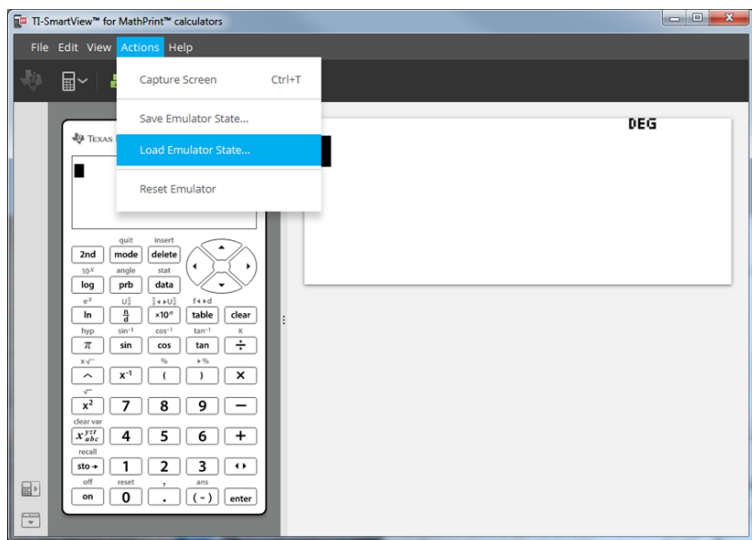 TI-SmartView™ for MathPrint™ calculators
File Edit View Actions Help
Capture Screen Ctrl+T
Save Emulator State...
Load Emulator State...
Reset Emulator
DEG
TEXAS
quit insert
2nd mode delete
10ˣ angle stat
log prb data
eˣ f◄►d
ln n/d ×10ⁿ table clear
hyp sin⁻¹ cos⁻¹ tan⁻¹ K
π sin cos tan ÷
ˣ√ % ►%
^ x⁻¹ ( ) ×
√
x² 7 8 9 −
clear var
x yzt abc 4 5 6 +
recall
sto→ 1 2 3 ◄►
off reset , ans
on 0 . (-) enter